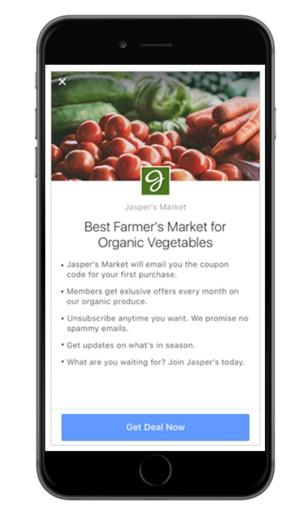 Jasper's Market
Best Farmer's Market for
Organic Vegetables
• Jasper's Market will email you the coupon
code for your first purchase.
• Members get exlusive offers every month on
our organic produce.
• Unsubscribe anytime you want. We promise no
spammy emails.
• Get updates on what's in season.
• What are you waiting for? Join Jasper's today.
Get Deal Now